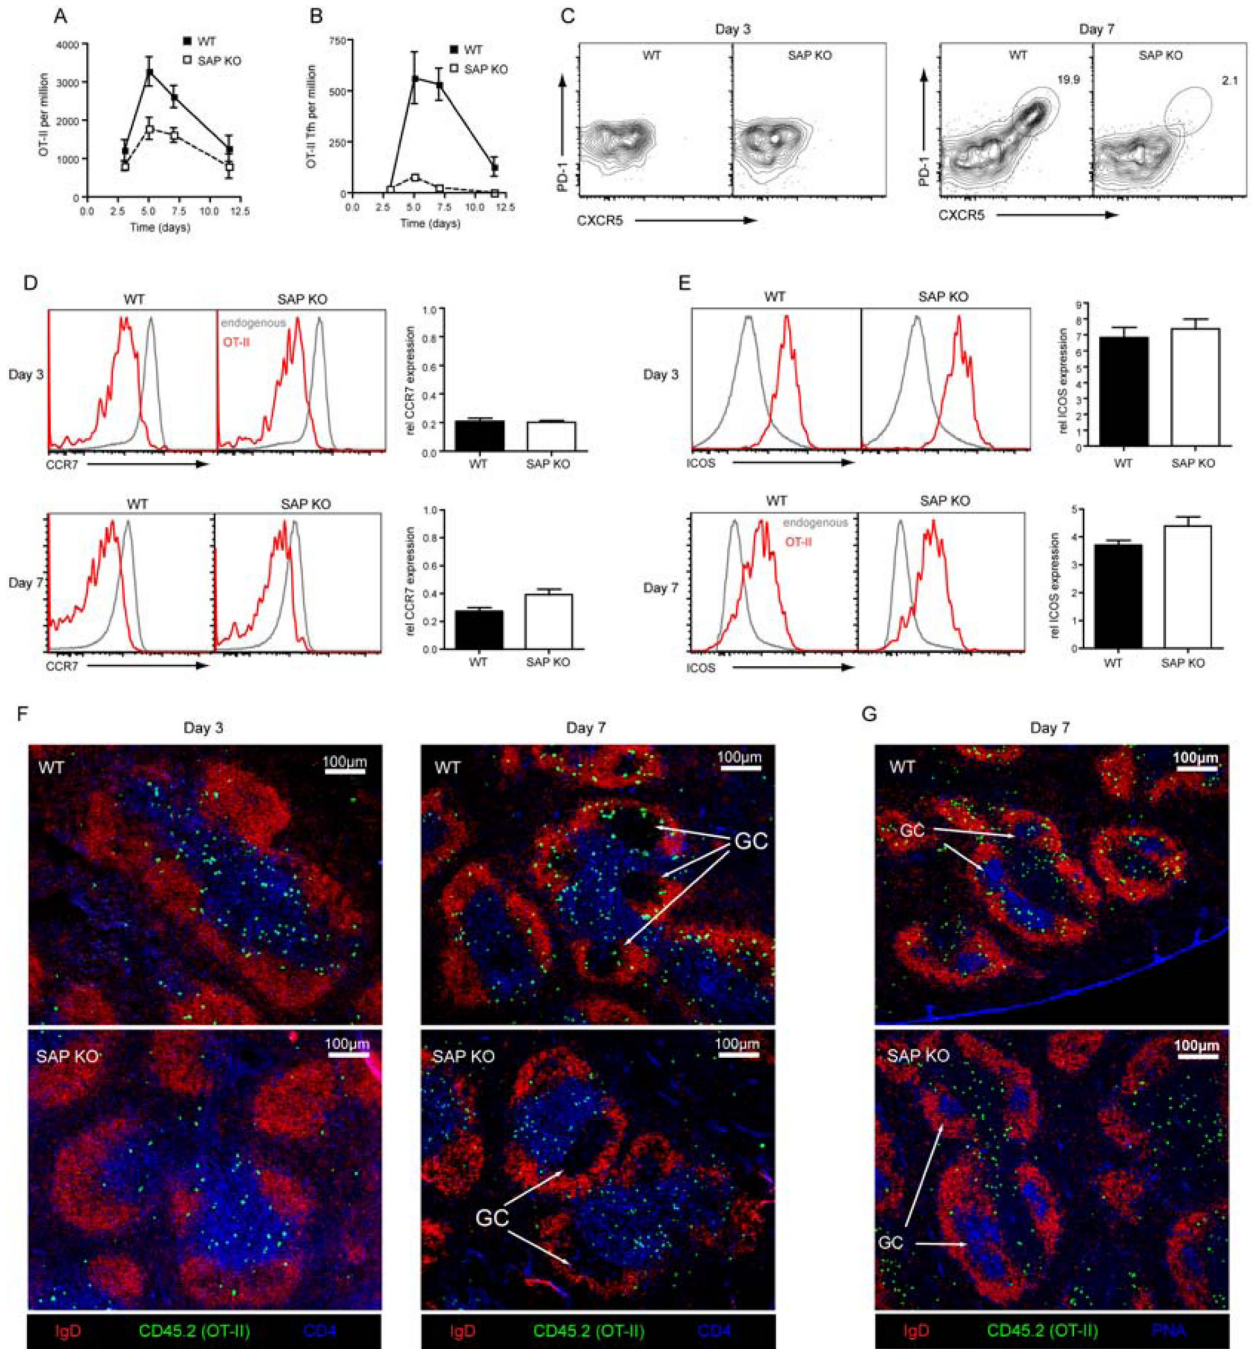 A
OT-II per million
4000
3000
2000
1000
0
0.0 2.5 5.0 7.5 10.0 12.5
Time (days)
WT
SAP KO
B
OT-II Tfh per million
750
500
250
0
0.0 2.5 5.0 7.5 10.0 12.5
Time (days)
WT
SAP KO
C
Day 3
WT
SAP KO
PD-1
CXCR5
Day 7
WT
19.9
SAP KO
2.1
PD-1
CXCR5
D
WT
SAP KO
endogenous
OT-II
Day 3
CCR7
rel CCR7 expression
1.0
0.8
0.6
0.4
0.2
0.0
WT
SAP KO
WT
SAP KO
Day 7
CCR7
rel CCR7 expression
1.0
0.8
0.6
0.4
0.2
0.0
WT
SAP KO
E
WT
SAP KO
Day 3
ICOS
rel ICOS expression
9
8
7
6
5
4
3
2
1
0
WT
SAP KO
WT
SAP KO
endogenous
OT-II
Day 7
ICOS
rel ICOS expression
5
4
3
2
1
0
WT
SAP KO
F
Day 3
WT
100µm
SAP KO
100µm
IgD CD45.2 (OT-II) CD4
Day 7
WT
100µm
GC
SAP KO
100µm
GC
IgD CD45.2 (OT-II) CD4
G
Day 7
WT
100µm
GC
SAP KO
100µm
GC
IgD CD45.2 (OT-II) PNA